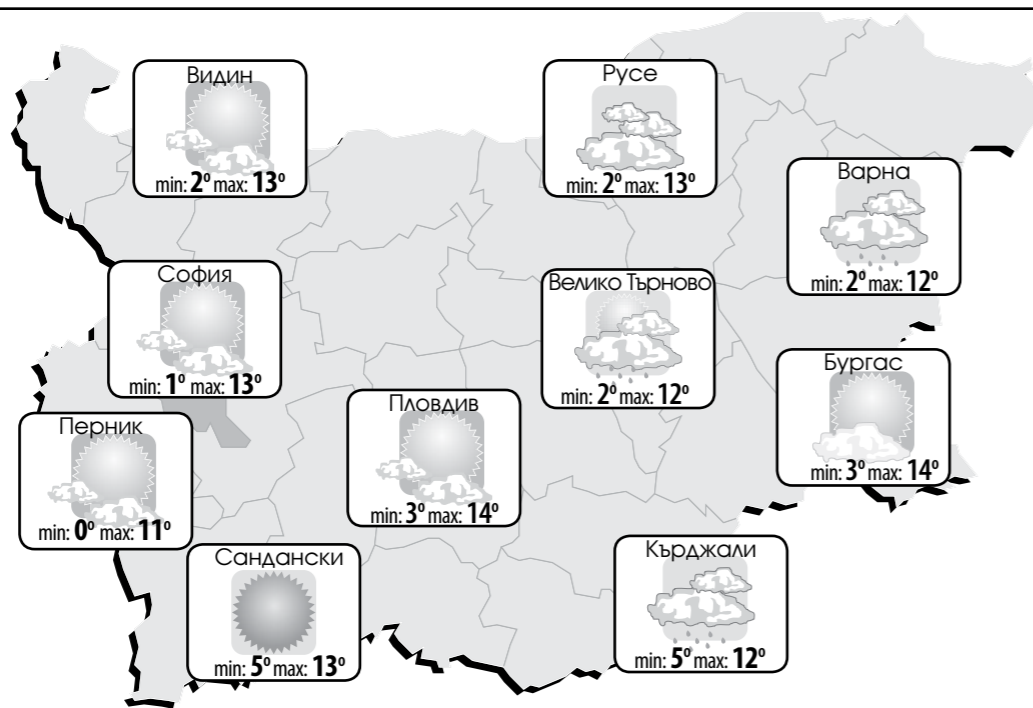 Видин
min: 2° max: 13°
Русе
min: 2° max: 13°
Варна
min: 2° max: 12°
София
min: 1° max: 13°
Велико Търново
min: 2° max: 12°
Бургас
min: 3° max: 14°
Пловдив
min: 3° max: 14°
Перник
min: 0° max: 11°
Сандански
min: 5° max: 13°
Кърджали
min: 5° max: 12°